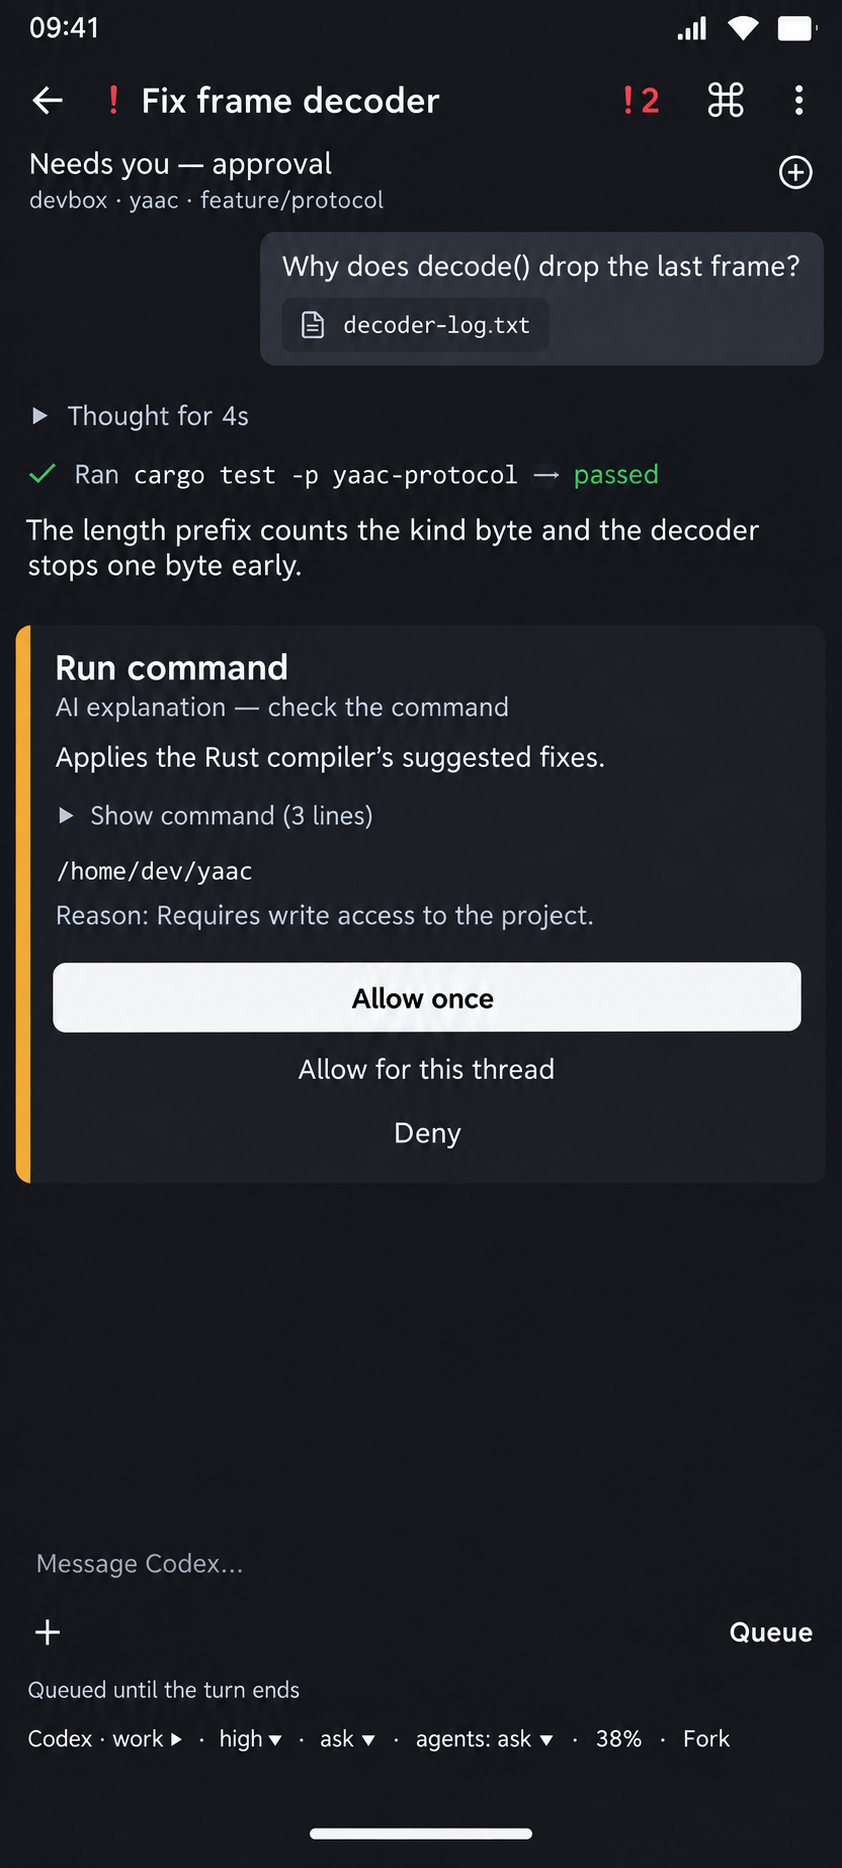 09:41
! Fix frame decoder !2
Needs you — approval
devbox · yaac · feature/protocol
Why does decode() drop the last frame?
decoder-log.txt
Thought for 4s
Ran cargo test -p yaac-protocol → passed
The length prefix counts the kind byte and the decoder
stops one byte early.
Run command
AI explanation — check the command
Applies the Rust compiler’s suggested fixes.
Show command (3 lines)
/home/dev/yaac
Reason: Requires write access to the project.
Allow once
Allow for this thread
Deny
Message Codex...
Queue
Queued until the turn ends
Codex · work ▶ · high ▼ · ask ▼ · agents: ask ▼ · 38% · Fork